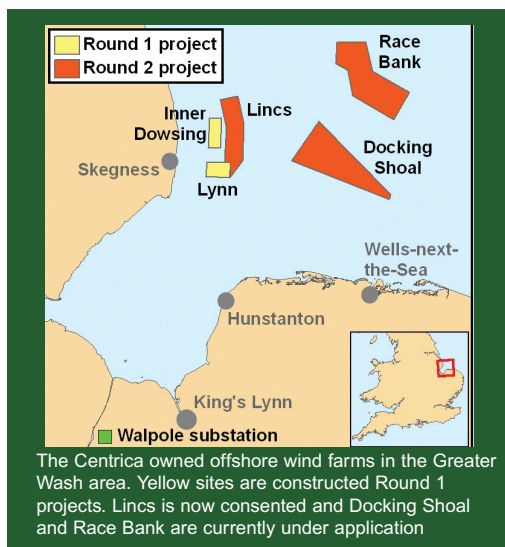 Round 1 project
Round 2 project
Race
Bank
Inner
Dowsing
Lincs
Skegness
Lynn
Docking
Shoal
Wells-next-
the-Sea
Hunstanton
King's Lynn
Walpole substation
The Centrica owned offshore wind farms in the Greater
Wash area. Yellow sites are constructed Round 1
projects. Lincs is now consented and Docking Shoal
and Race Bank are currently under application